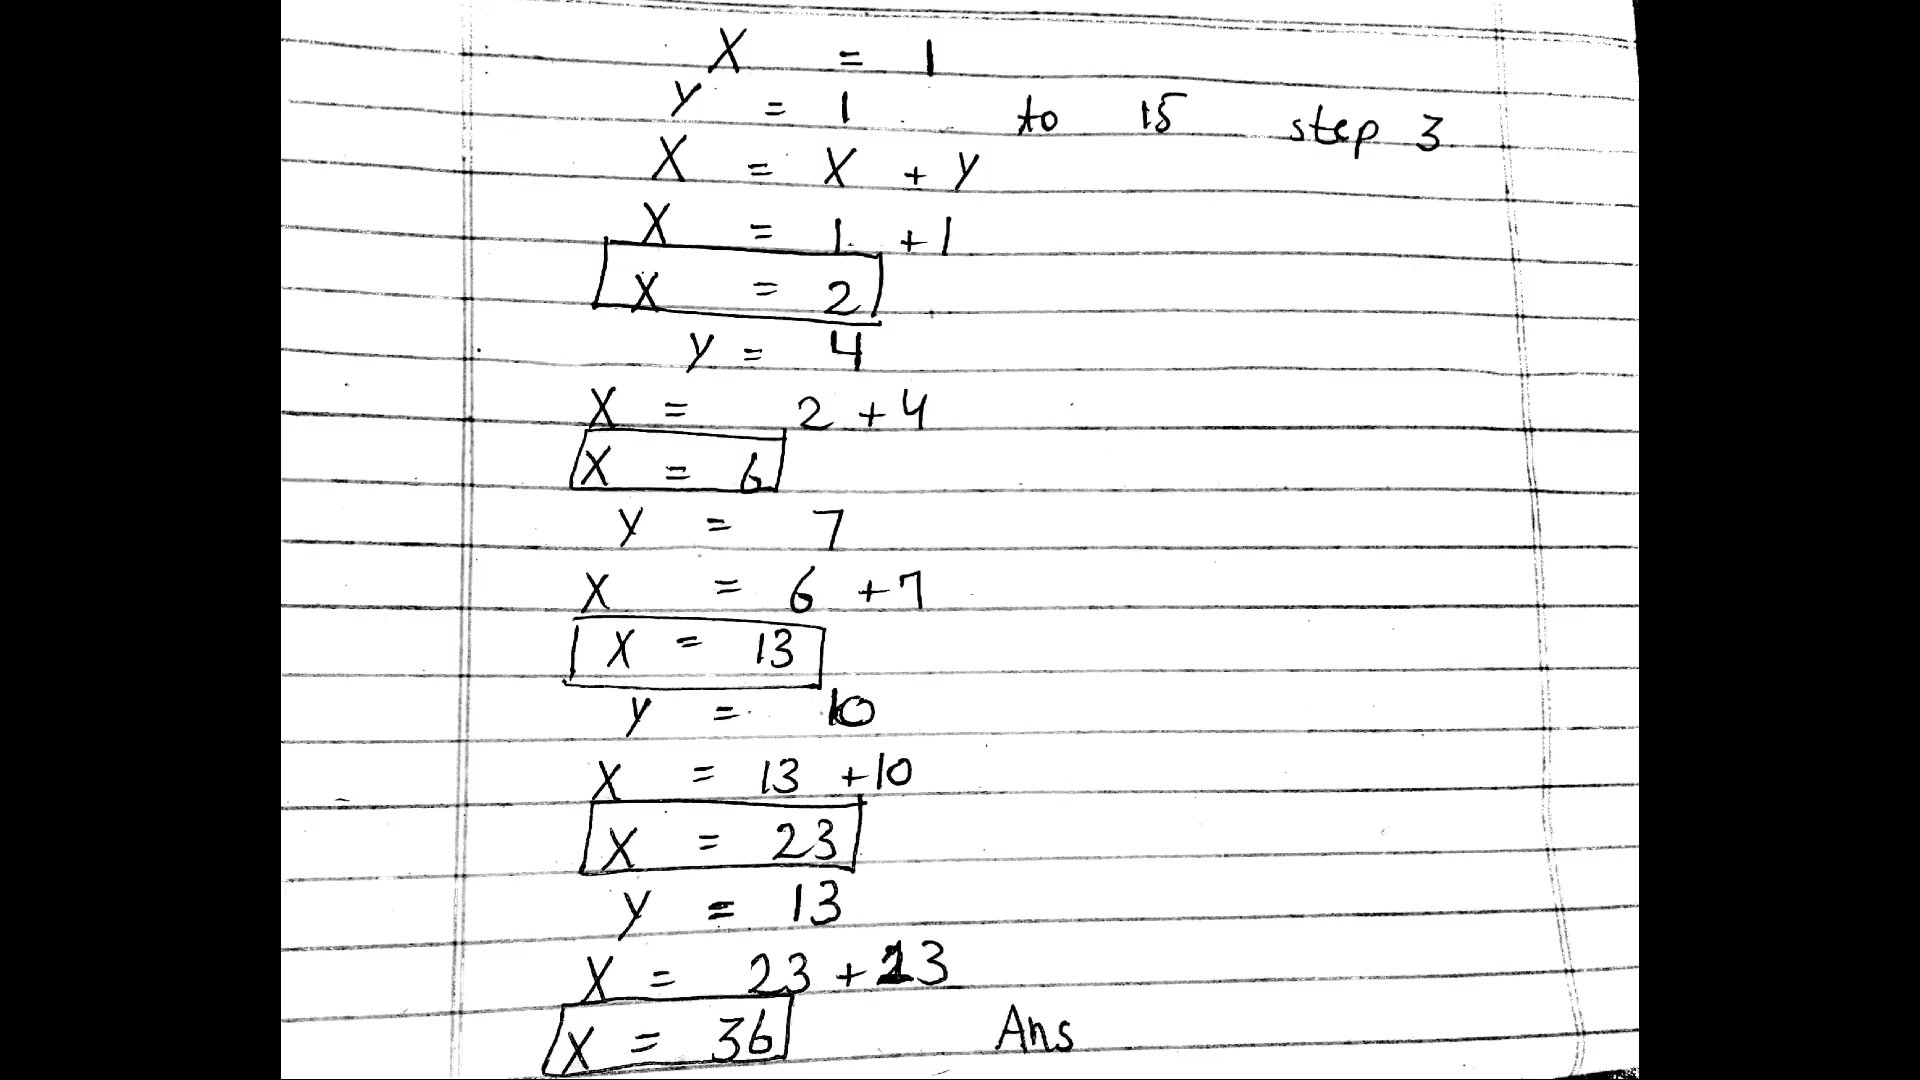 X = 1
Y = 1 to 15 step 3
X = X + Y
X = 1 + 1
X = 2
Y = 4
X = 2 + 4
X = 6
Y = 7
X = 6 + 7
X = 13
Y = 10
X = 13 + 10
X = 23
Y = 13
X = 23 + 13
X = 36 Ans